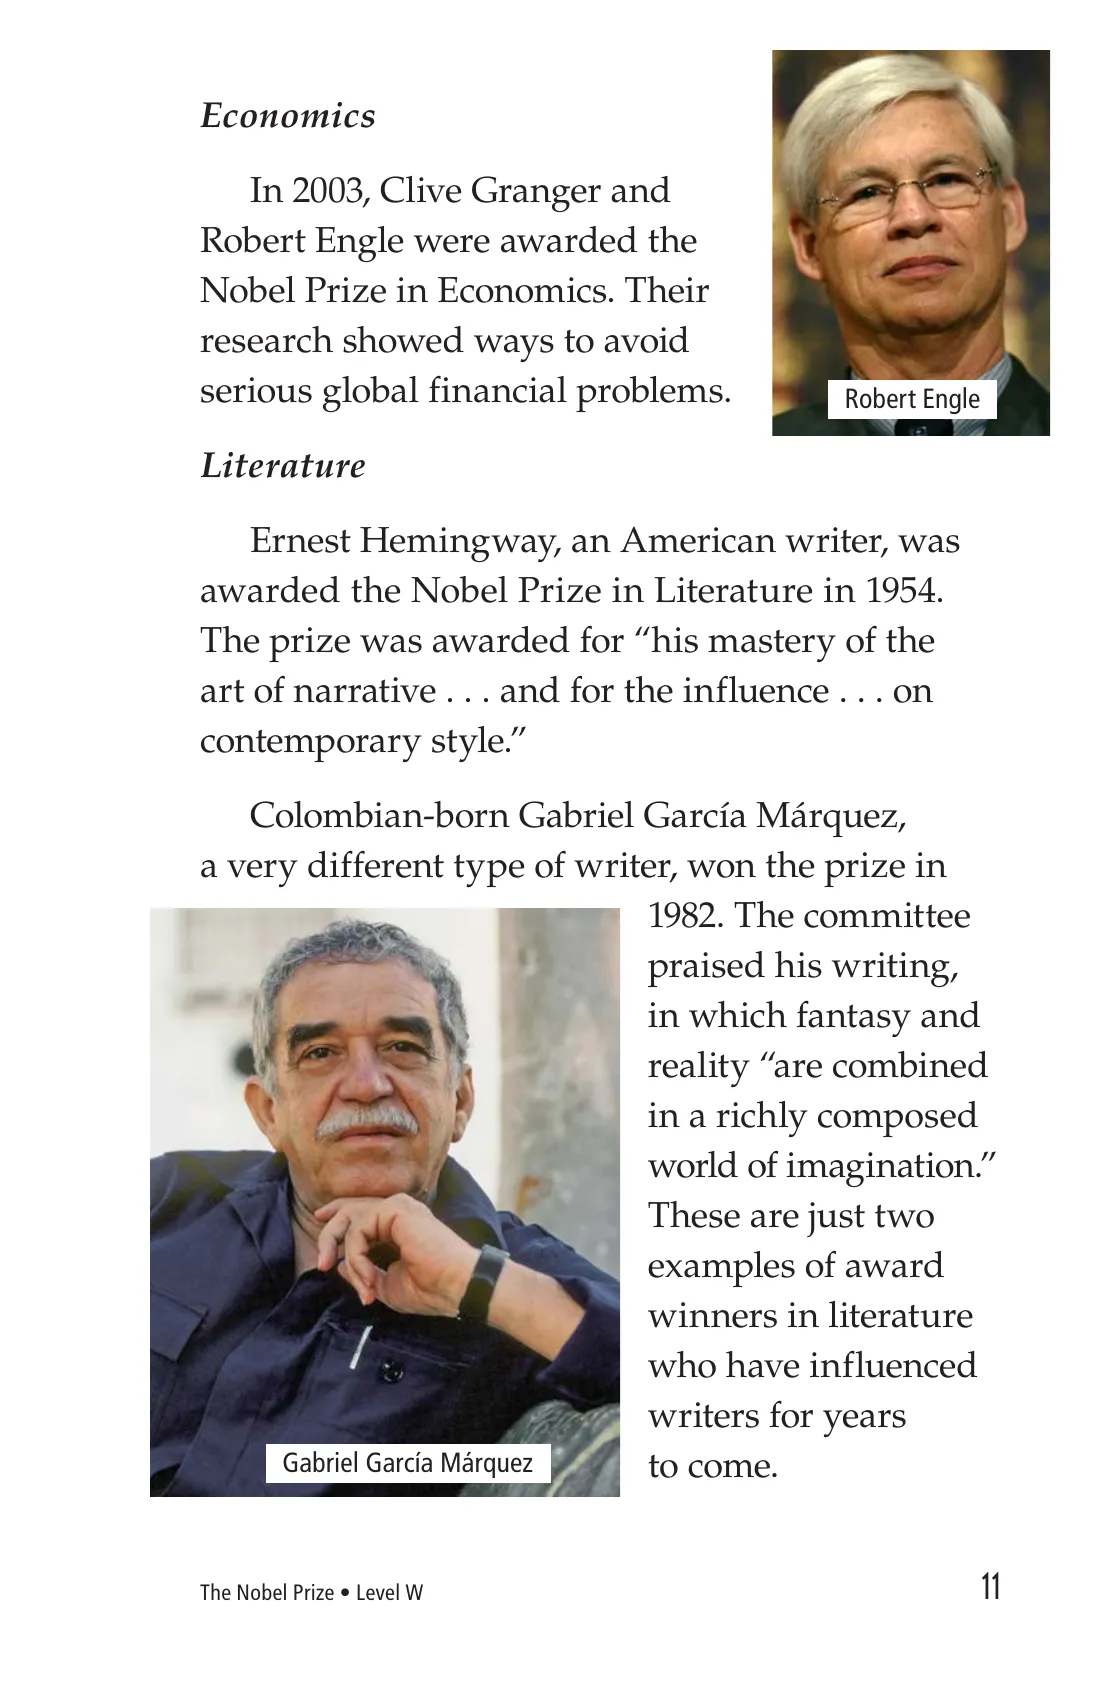 Economics
In 2003, Clive Granger and
Robert Engle were awarded the
Nobel Prize in Economics. Their
research showed ways to avoid
serious global financial problems.
Robert Engle
Literature
Ernest Hemingway, an American writer, was
awarded the Nobel Prize in Literature in 1954.
The prize was awarded for “his mastery of the
art of narrative . . . and for the influence . . . on
contemporary style.”
Colombian-born Gabriel García Márquez,
a very different type of writer, won the prize in
1982. The committee
praised his writing,
in which fantasy and
reality “are combined
in a richly composed
world of imagination.”
These are just two
examples of award
winners in literature
who have influenced
writers for years
to come.
Gabriel García Márquez
The Nobel Prize • Level W
11